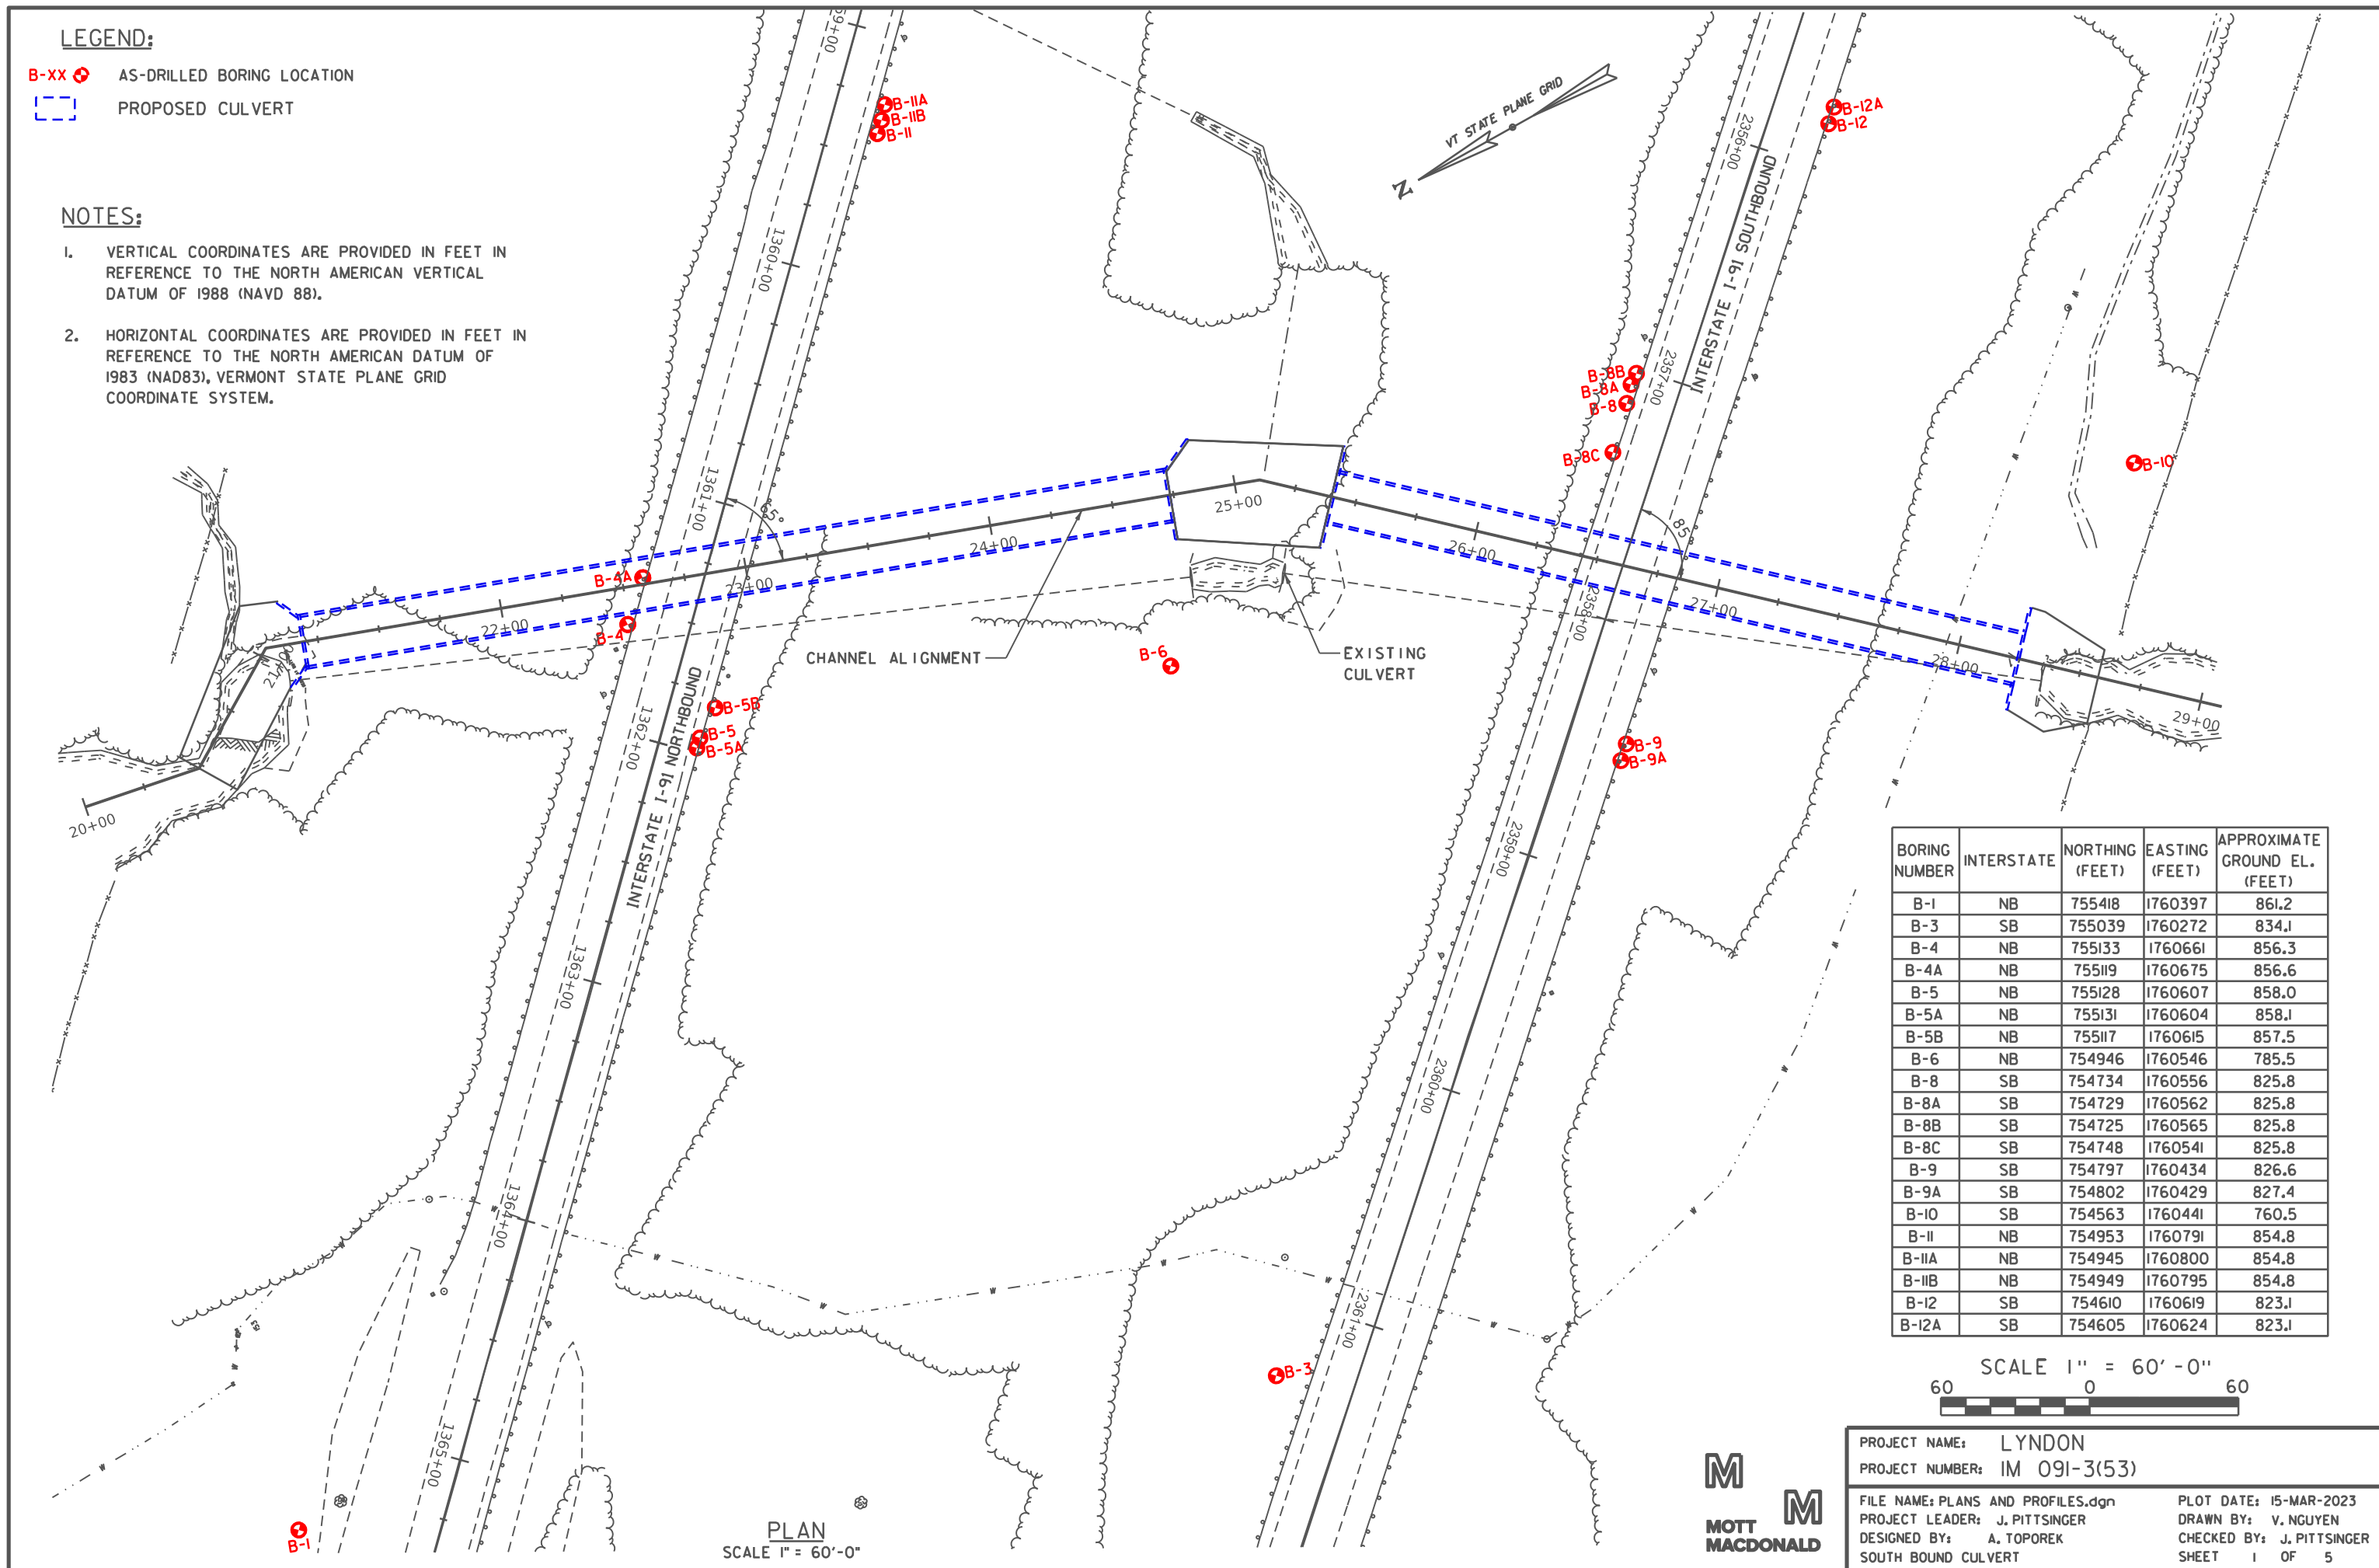 LEGEND:
B-XX AS-DRILLED BORING LOCATION
PROPOSED CULVERT
NOTES:
1. VERTICAL COORDINATES ARE PROVIDED IN FEET IN
REFERENCE TO THE NORTH AMERICAN VERTICAL
DATUM OF 1988 (NAVD 88).
2. HORIZONTAL COORDINATES ARE PROVIDED IN FEET IN
REFERENCE TO THE NORTH AMERICAN DATUM OF
1983 (NAD83), VERMONT STATE PLANE GRID
COORDINATE SYSTEM.
VT STATE PLANE GRID
N
B-11A
B-11B
B-11
B-12A
B-12
B-8B
B-8A
B-8
B-8C
B-10
B-4A
B-4
B-6
B-5B
B-5
B-5A
B-9
B-9A
B-3
B-1
1360+00
1361+00
1362+00
1363+00
1364+00
1365+00
INTERSTATE I-91 NORTHBOUND
2356+00
2357+00
2358+00
2359+00
2360+00
2361+00
INTERSTATE I-91 SOUTHBOUND
20+00
22+00
23+00
24+00
25+00
26+00
27+00
28+00
29+00
65°
85°
CHANNEL ALIGNMENT
EXISTING
CULVERT
BORING NUMBER INTERSTATE NORTHING (FEET) EASTING (FEET) APPROXIMATE GROUND EL. (FEET)
B-1 NB 755418 1760397 861.2
B-3 SB 755039 1760272 834.1
B-4 NB 755133 1760661 856.3
B-4A NB 755119 1760675 856.6
B-5 NB 755128 1760607 858.0
B-5A NB 755131 1760604 858.1
B-5B NB 755117 1760615 857.5
B-6 NB 754946 1760546 785.5
B-8 SB 754734 1760556 825.8
B-8A SB 754729 1760562 825.8
B-8B SB 754725 1760565 825.8
B-8C SB 754748 1760541 825.8
B-9 SB 754797 1760434 826.6
B-9A SB 754802 1760429 827.4
B-10 SB 754563 1760441 760.5
B-11 NB 754953 1760791 854.8
B-11A NB 754945 1760800 854.8
B-11B NB 754949 1760795 854.8
B-12 SB 754610 1760619 823.1
B-12A SB 754605 1760624 823.1
SCALE 1" = 60'-0"
60 0 60
PLAN
SCALE 1" = 60'-0"
M
M
MOTT
MACDONALD
PROJECT NAME: LYNDON
PROJECT NUMBER: IM 091-3(53)
FILE NAME: PLANS AND PROFILES.dgn PLOT DATE: 15-MAR-2023
PROJECT LEADER: J. PITTSINGER DRAWN BY: V. NGUYEN
DESIGNED BY: A. TOPOREK CHECKED BY: J. PITTSINGER
SOUTH BOUND CULVERT SHEET 1 OF 5